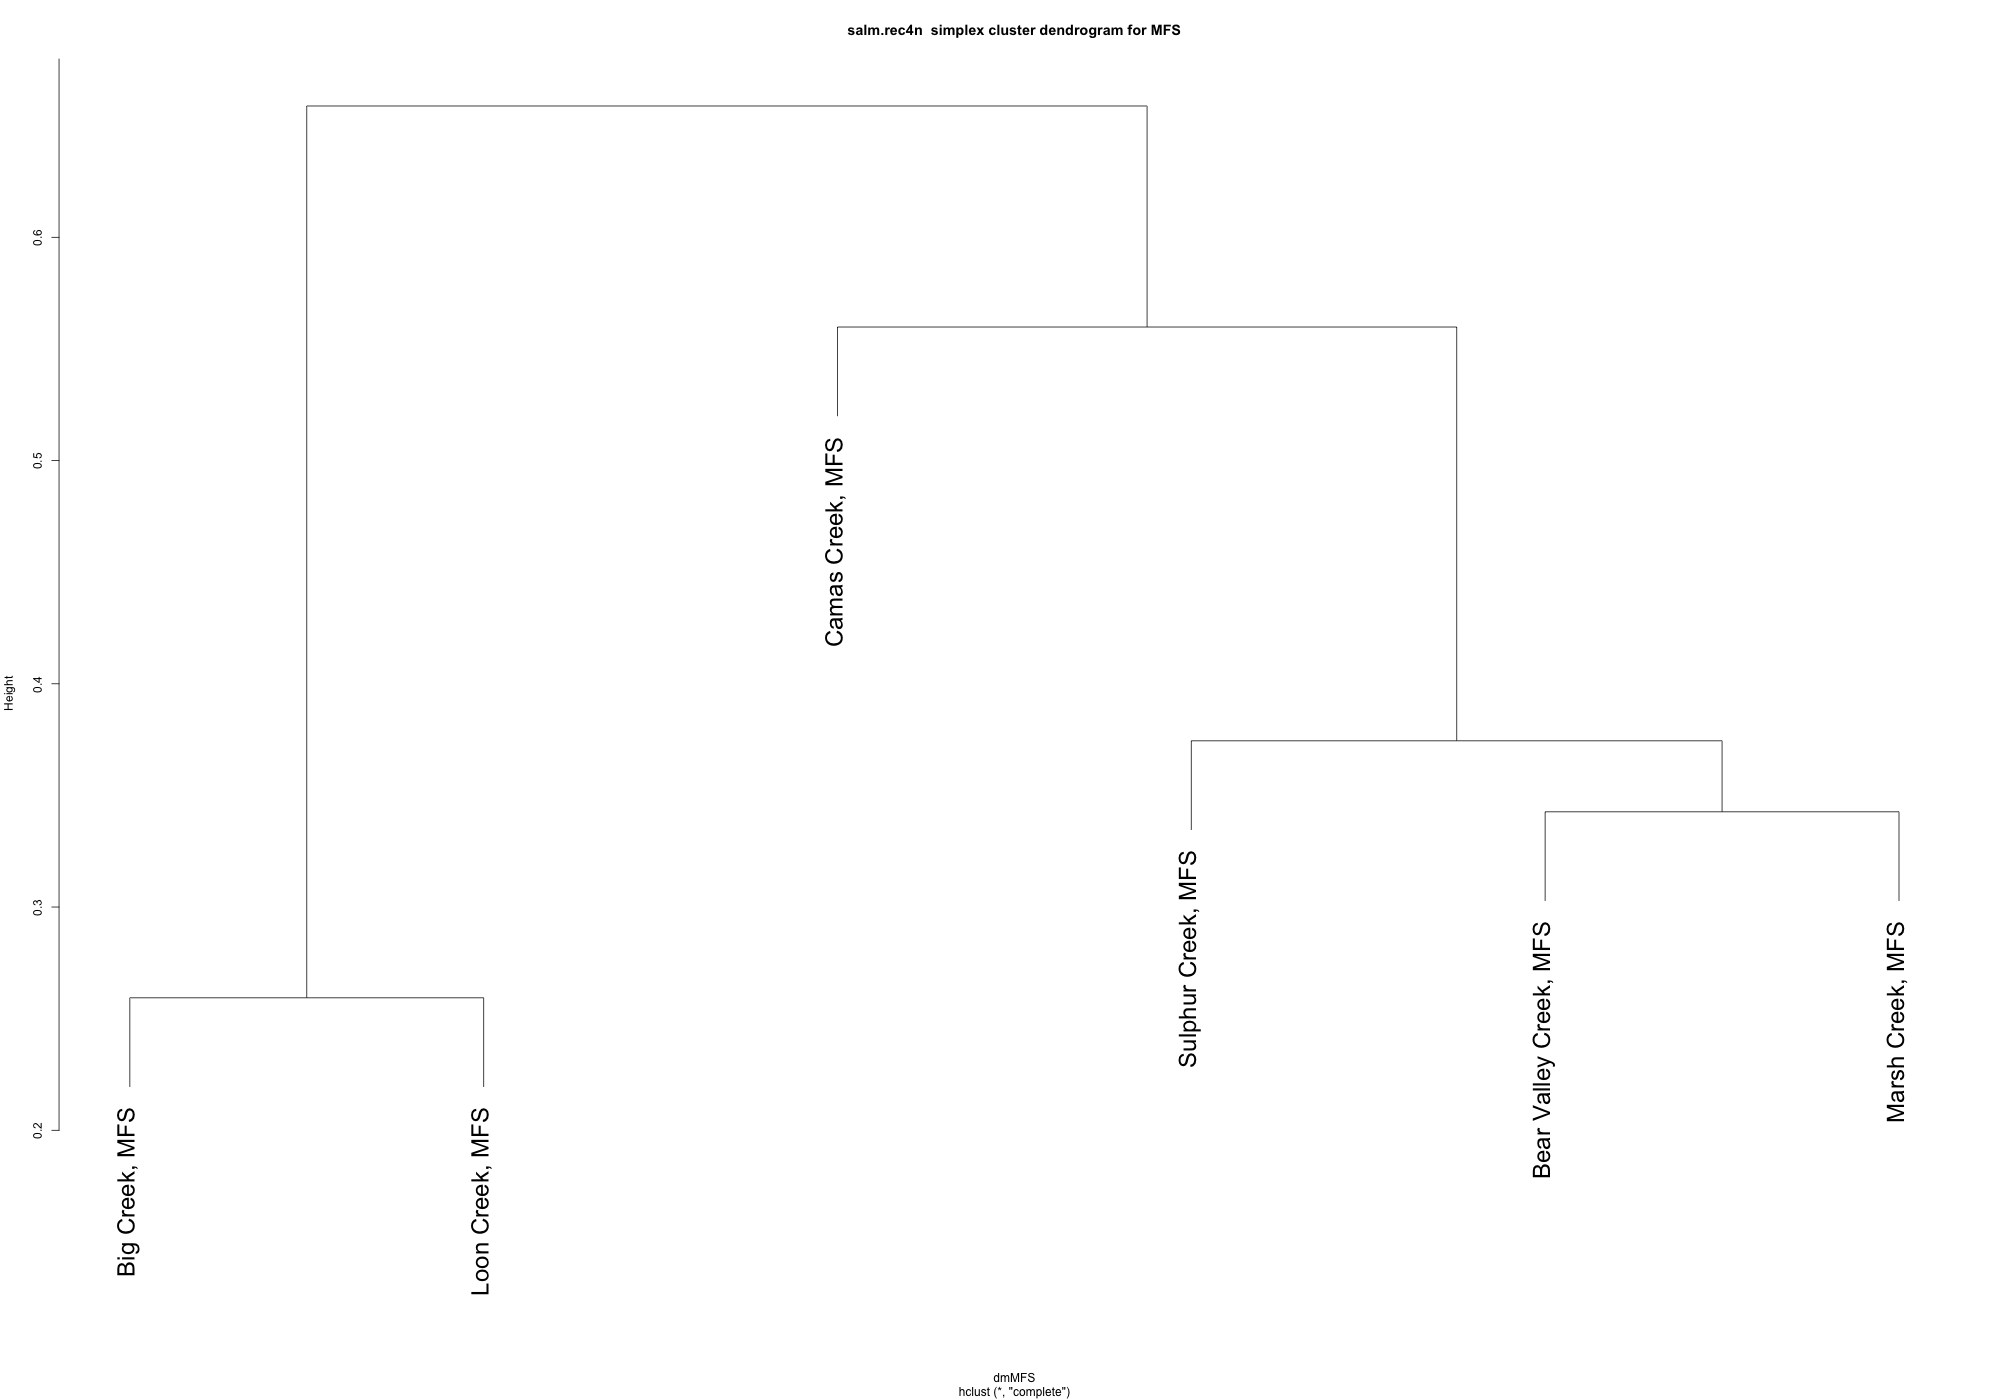 salm.rec4n  simplex cluster dendrogram for MFS
Height
0.6
0.5
0.4
0.3
0.2
Big Creek, MFS
Loon Creek, MFS
Camas Creek, MFS
Sulphur Creek, MFS
Bear Valley Creek, MFS
Marsh Creek, MFS
dmMFS
hclust (*, "complete")